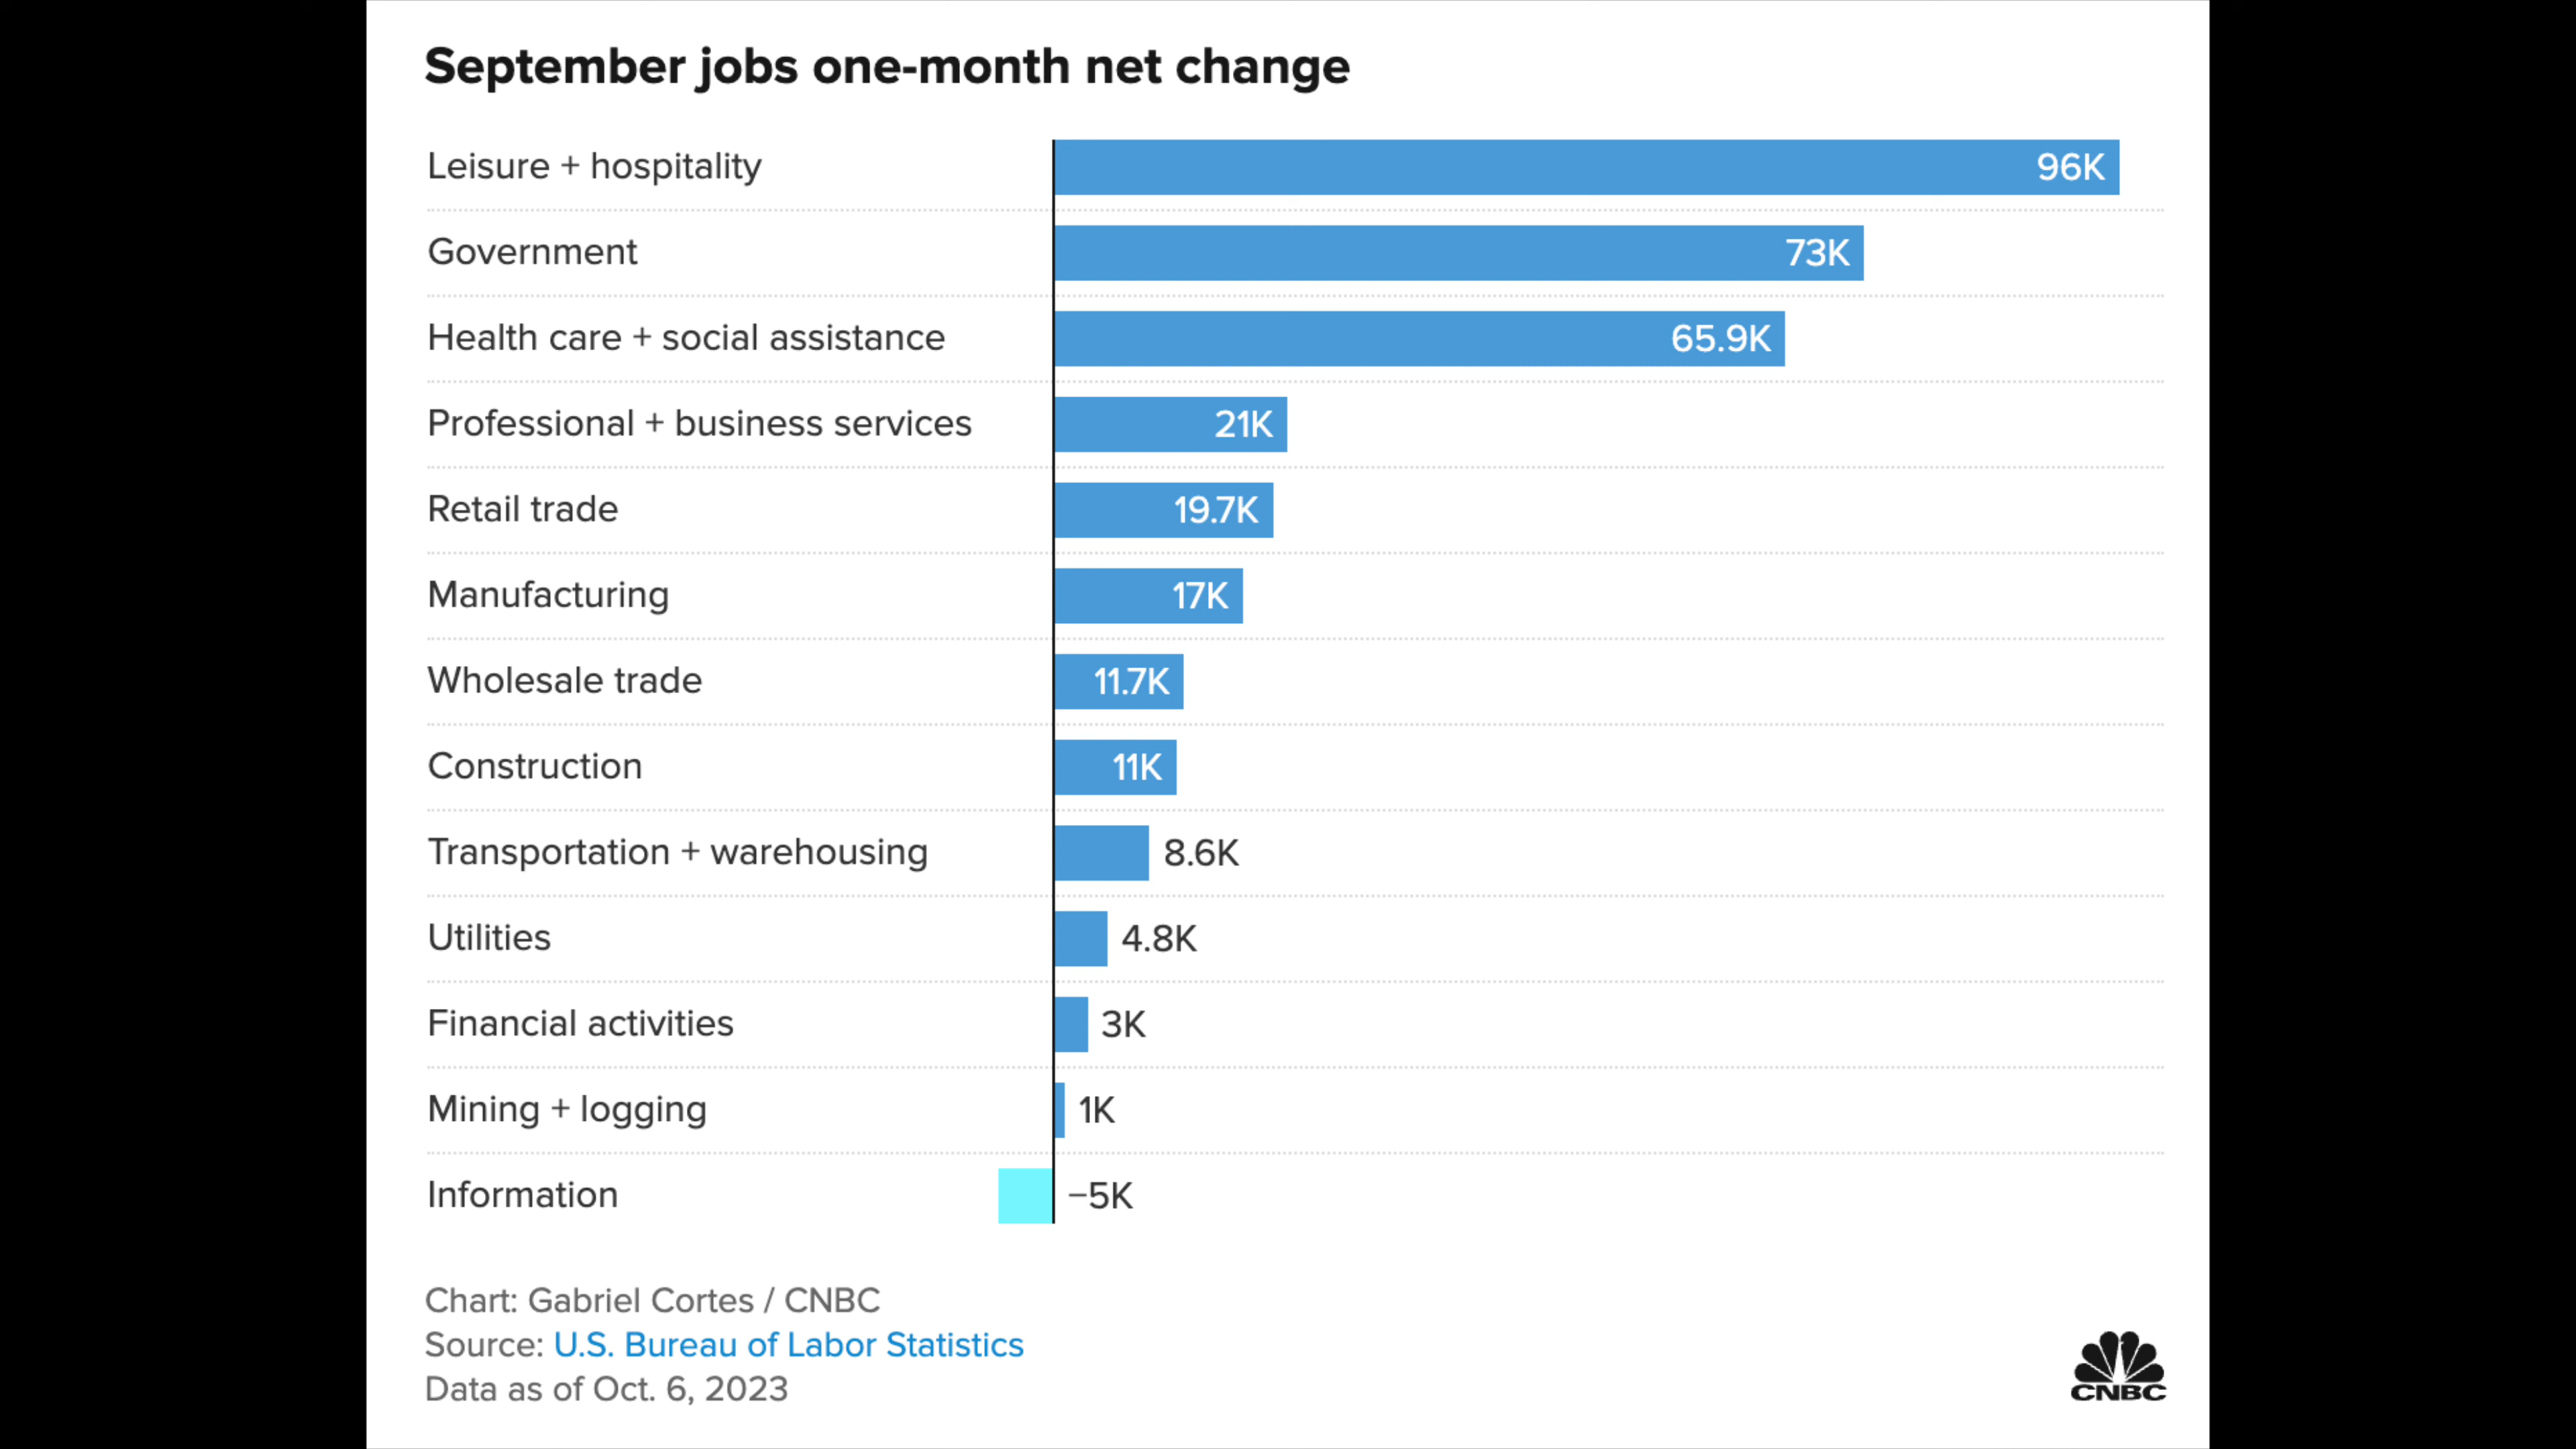 September jobs one-month net change
Leisure + hospitality 96K
Government 73K
Health care + social assistance 65.9K
Professional + business services 21K
Retail trade 19.7K
Manufacturing 17K
Wholesale trade 11.7K
Construction 11K
Transportation + warehousing 8.6K
Utilities 4.8K
Financial activities 3K
Mining + logging 1K
Information −5K
Chart: Gabriel Cortes / CNBC
Source: U.S. Bureau of Labor Statistics
Data as of Oct. 6, 2023
CNBC